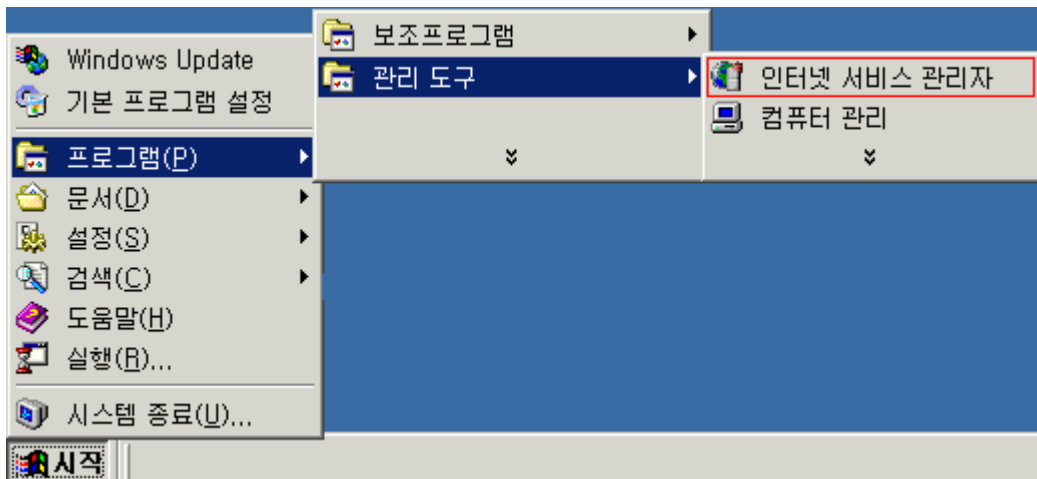 Windows Update
기본 프로그램 설정
프로그램(P)
문서(D)
설정(S)
검색(C)
도움말(H)
실행(R)...
시스템 종료(U)...
시작
보조프로그램
관리 도구
인터넷 서비스 관리자
컴퓨터 관리